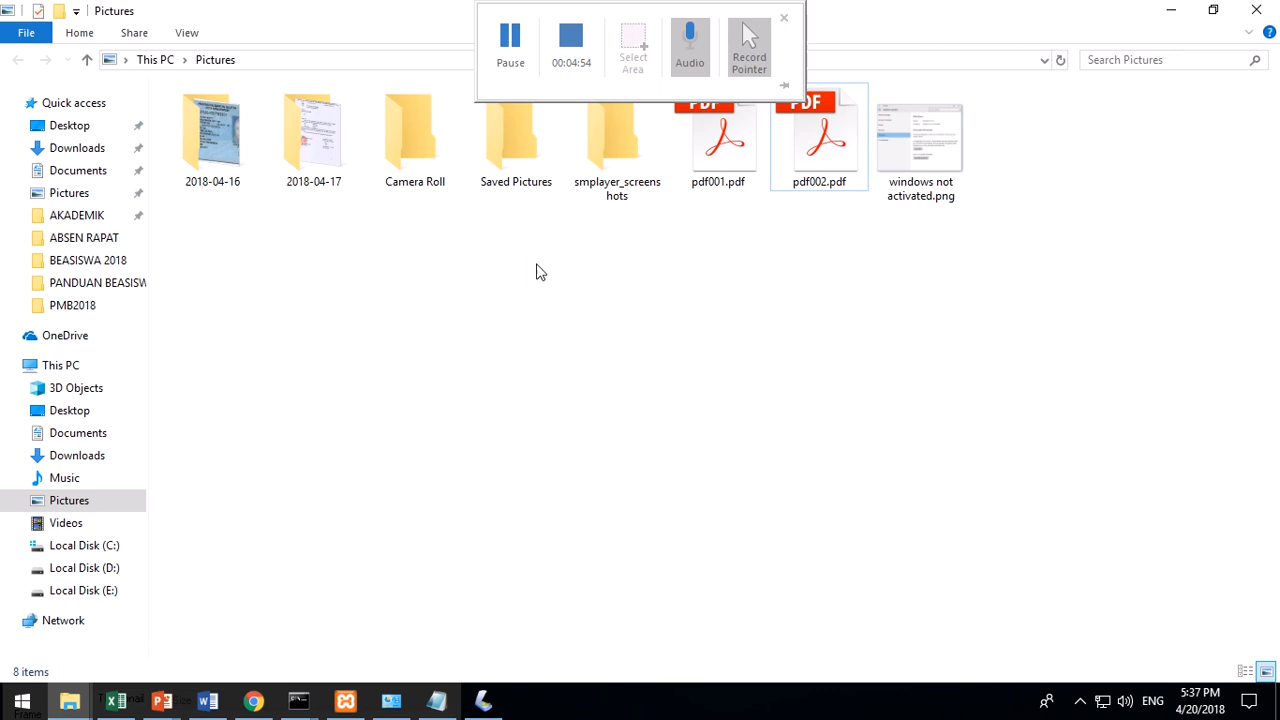 Pictures
File Home Share View
Pause
00:04:54
Select
Area
Audio
Record
Pointer
This PC Pictures
Search Pictures
Quick access
Desktop
Downloads
Documents
Pictures
AKADEMIK
ABSEN RAPAT
BEASISWA 2018
PANDUAN BEASISW
PMB2018
OneDrive
This PC
3D Objects
Desktop
Documents
Downloads
Music
Pictures
Videos
Local Disk (C:)
Local Disk (D:)
Local Disk (E:)
Network
2018-04-16
2018-04-17
Camera Roll
Saved Pictures
smplayer_screens
hots
PDF
pdf001.pdf
PDF
pdf002.pdf
windows not
activated.png
8 items
ENG
5:37 PM
4/20/2018